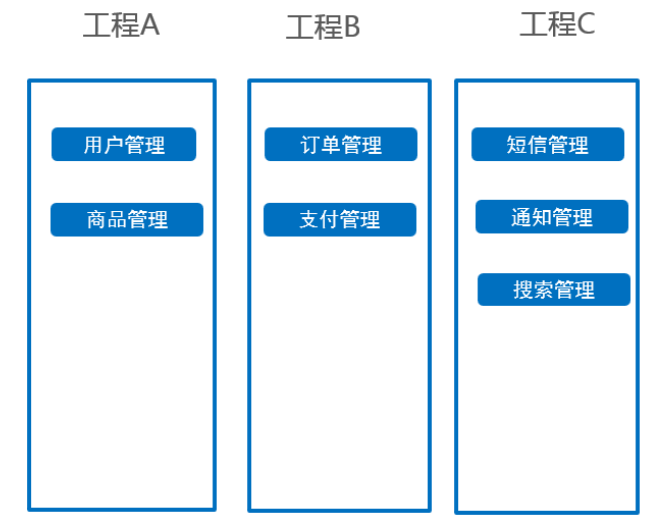 工程A
工程B
工程C
用户管理
订单管理
短信管理
商品管理
支付管理
通知管理
搜索管理